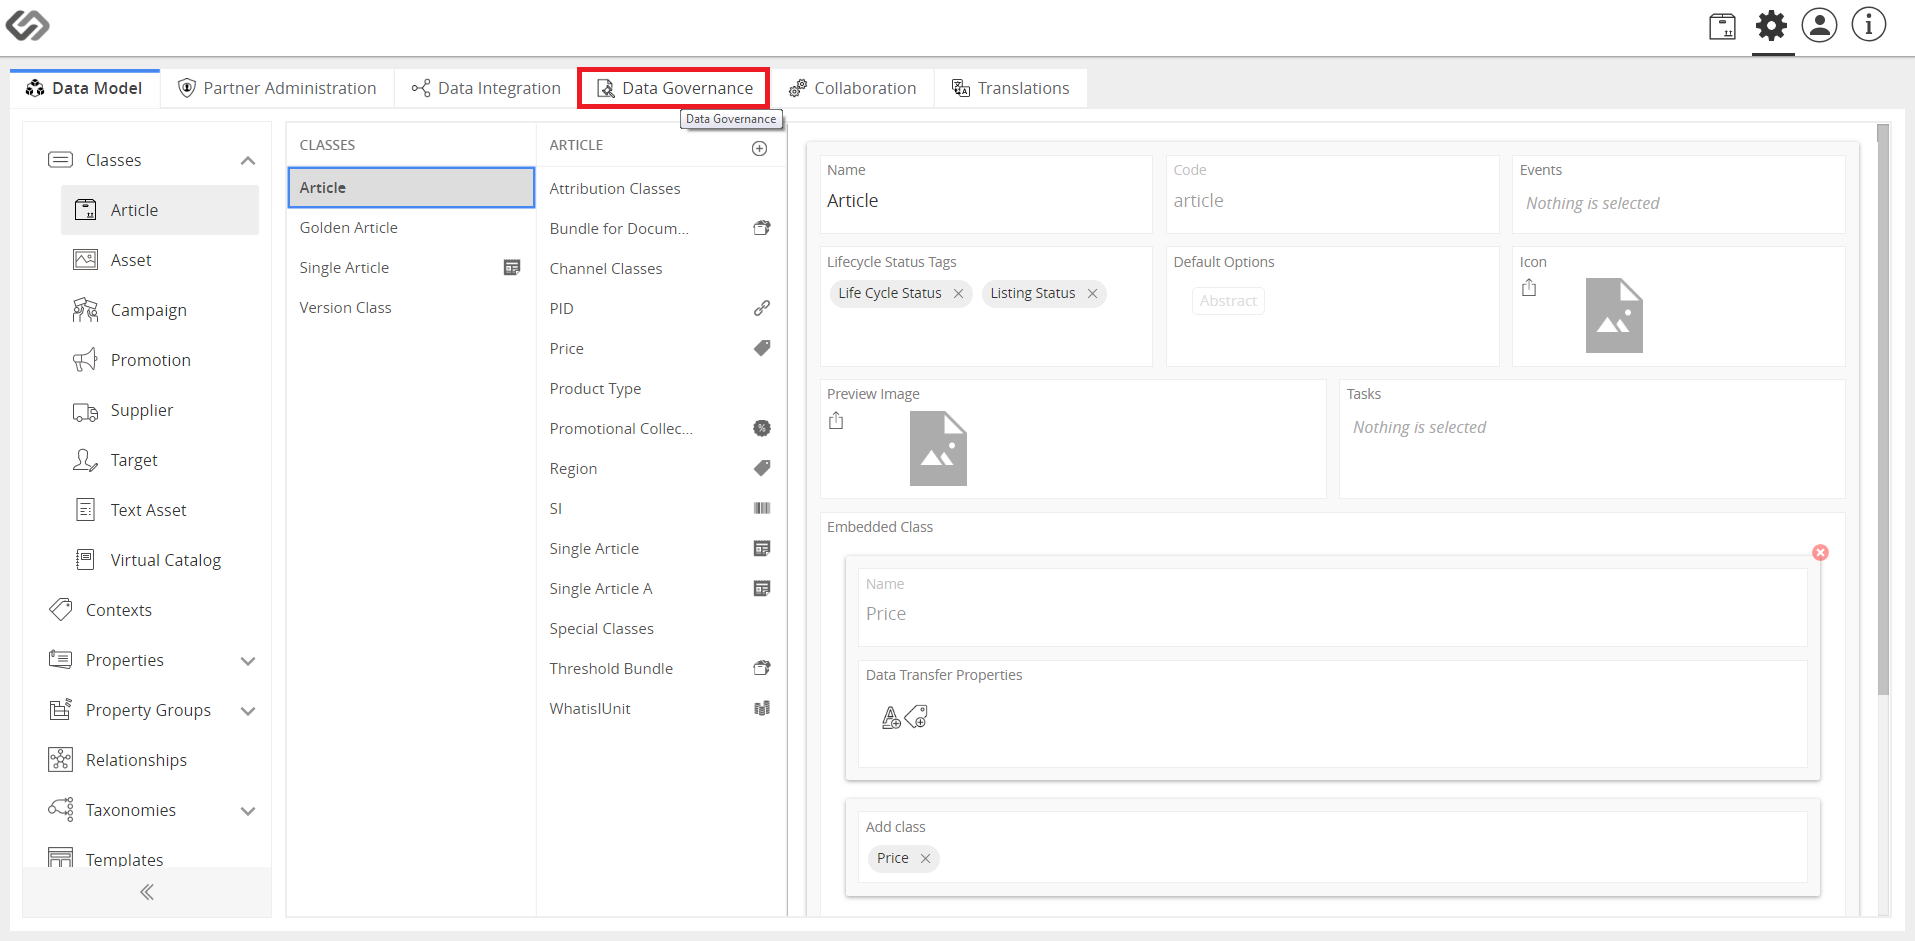 Data Model
Partner Administration
Data Integration
Data Governance
Collaboration
Translations
Data Governance
Classes
Article
Asset
Campaign
Promotion
Supplier
Target
Text Asset
Virtual Catalog
Contexts
Properties
Property Groups
Relationships
Taxonomies
Templates
CLASSES
Article
Golden Article
Single Article
Version Class
ARTICLE
Attribution Classes
Bundle for Docum...
Channel Classes
PID
Price
Product Type
Promotional Collec...
Region
SI
Single Article
Single Article A
Special Classes
Threshold Bundle
WhatisIUnit
Name
Article
Code
article
Events
Nothing is selected
Lifecycle Status Tags
Life Cycle Status
Listing Status
Default Options
Abstract
Icon
Preview Image
Tasks
Nothing is selected
Embedded Class
Name
Price
Data Transfer Properties
Add class
Price